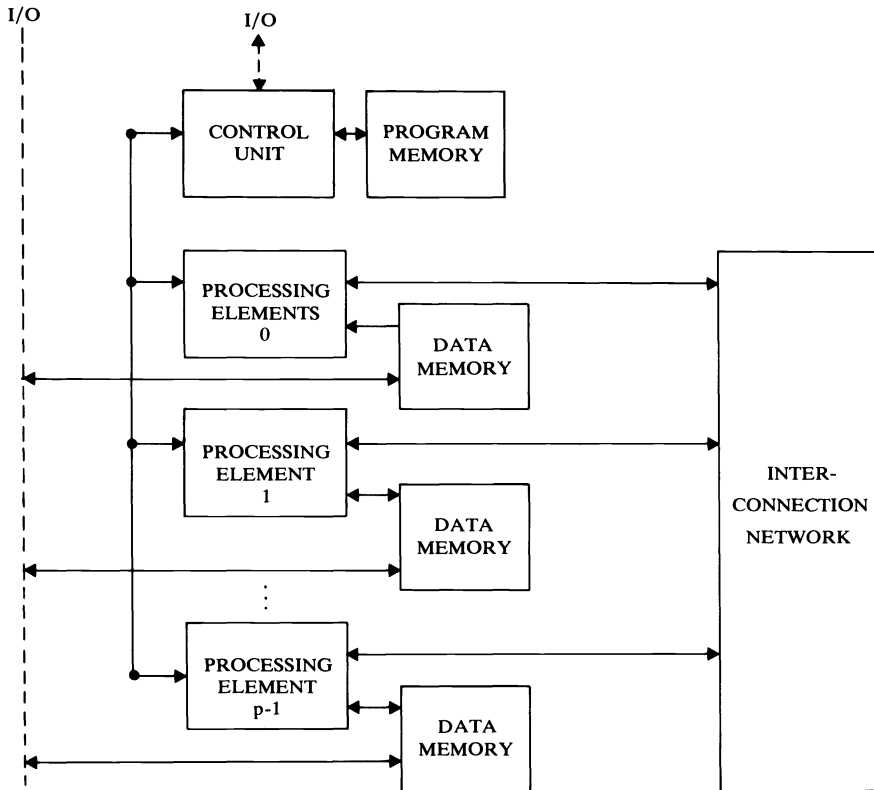 I/O
I/O
CONTROL
UNIT
PROGRAM
MEMORY
PROCESSING
ELEMENTS
0
DATA
MEMORY
PROCESSING
ELEMENT
1
DATA
MEMORY
INTER-
CONNECTION
NETWORK
PROCESSING
ELEMENT
p-1
DATA
MEMORY